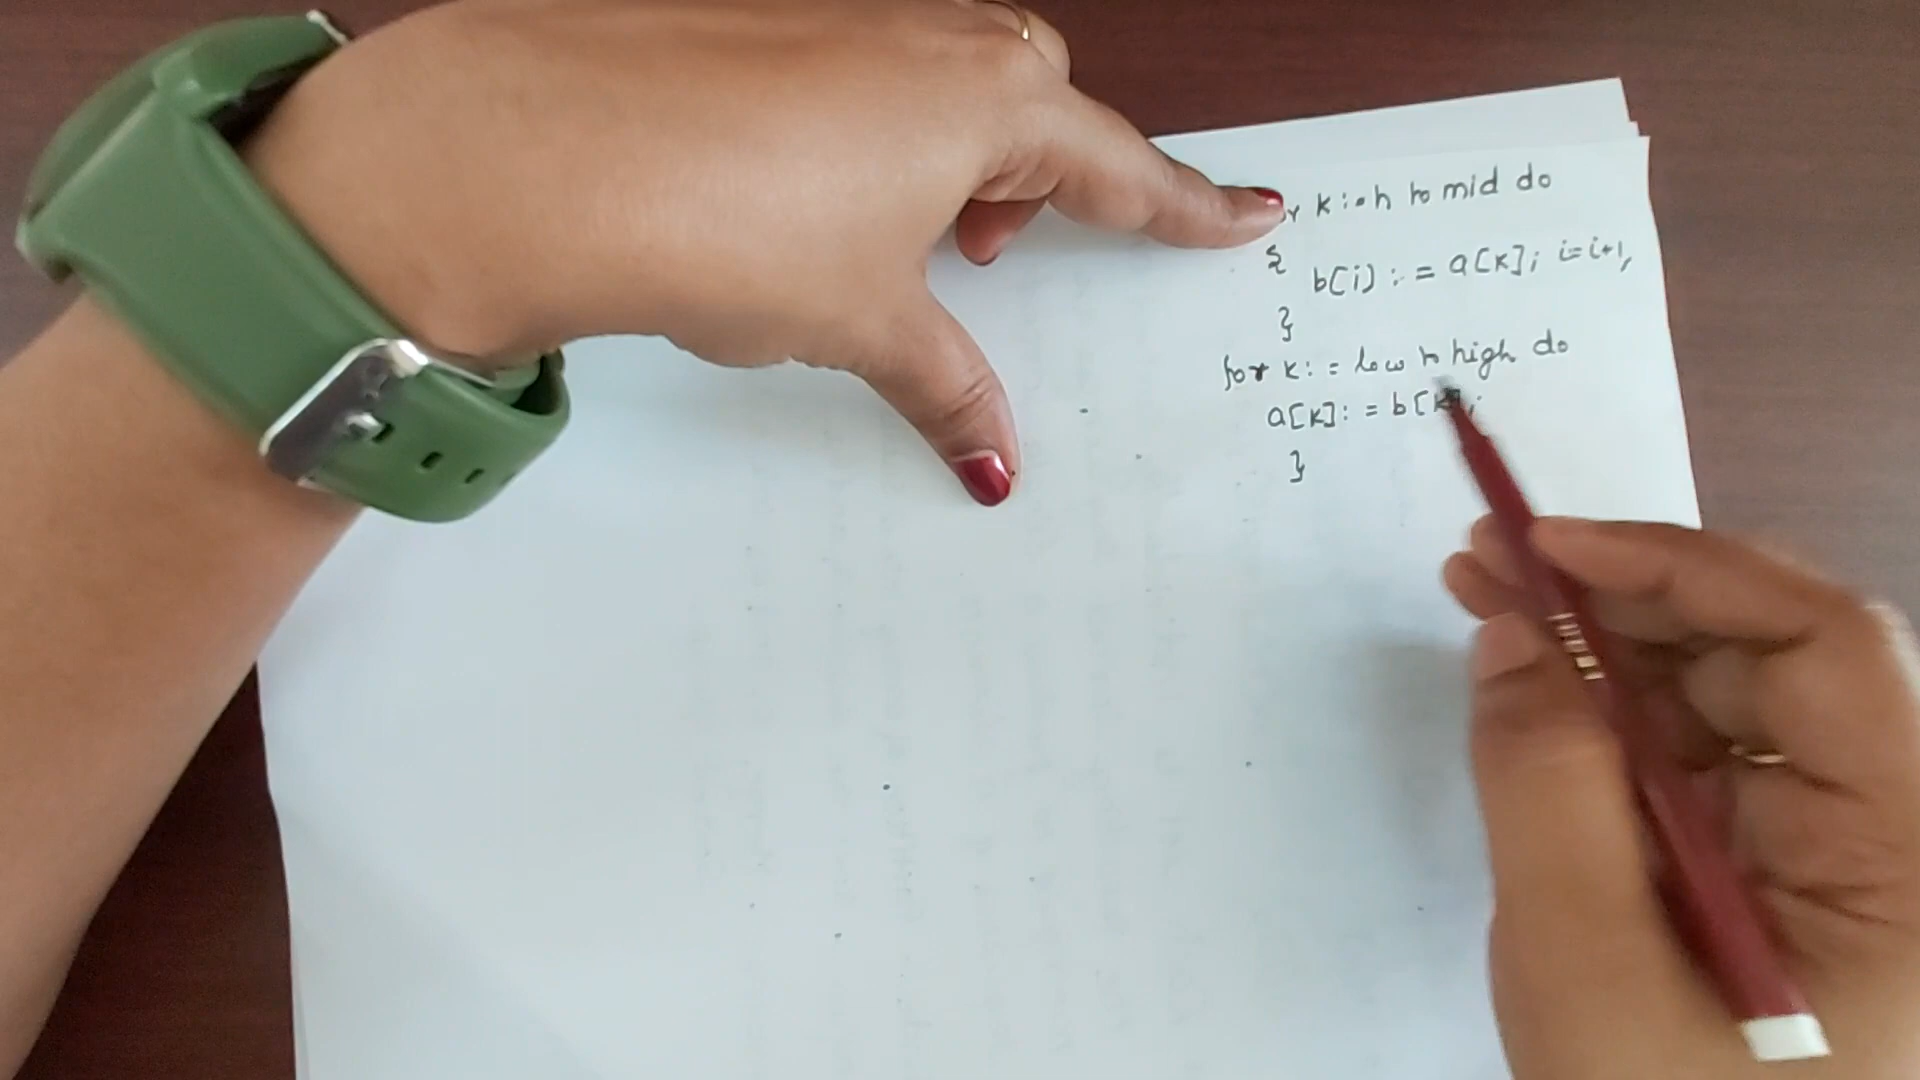 K := h to mid do
{ b[i] := a[K]; i=i+1,
}
for K: = low to high do
a[K]: = b[K];
}